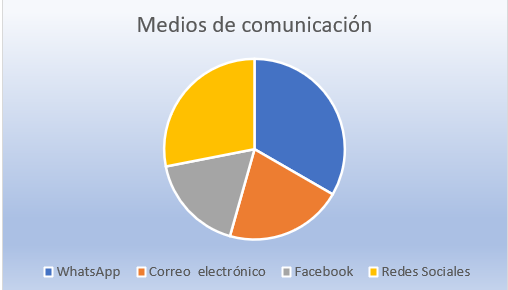 Medios de comunicación
WhatsApp Correo electrónico Facebook Redes Sociales